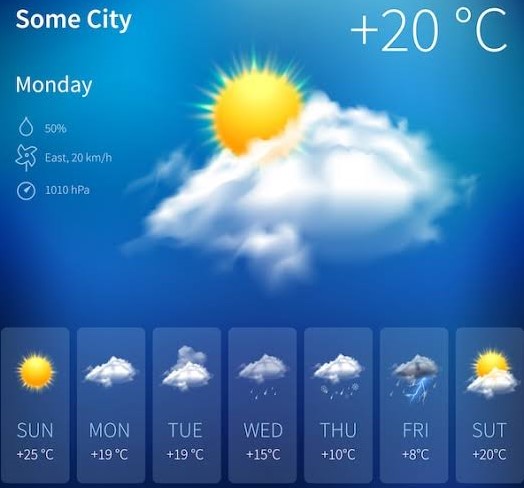 Some City
+20 °C
Monday
50%
East, 20 km/h
1010 hPa
SUN
+25 °C
MON
+19 °C
TUE
+19 °C
WED
+15°C
THU
+10°C
FRI
+8°C
SUT
+20°C